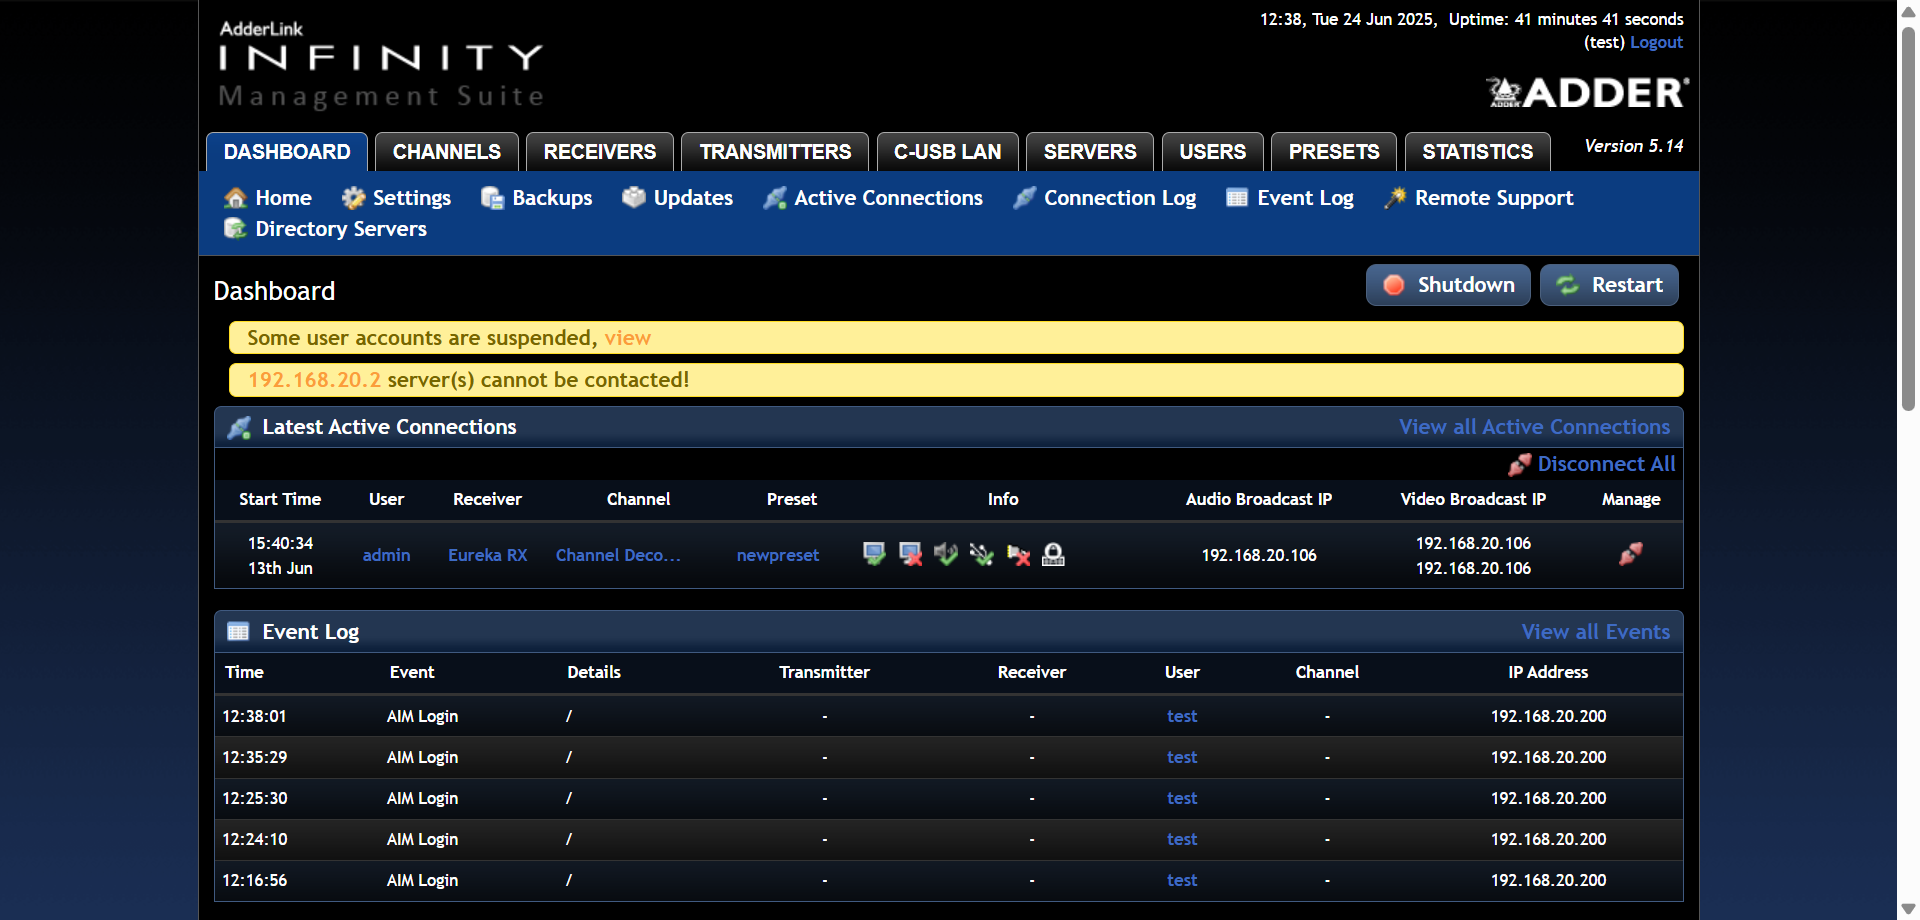 AdderLink
INFINITY
Management Suite
12:38, Tue 24 Jun 2025, Uptime: 41 minutes 41 seconds
(test) Logout
ADDER ADDER
DASHBOARD CHANNELS RECEIVERS TRANSMITTERS C-USB LAN SERVERS USERS PRESETS STATISTICS Version 5.14
Home Settings Backups Updates Active Connections Connection Log Event Log Remote Support
Directory Servers
Dashboard Shutdown Restart
Some user accounts are suspended, view
192.168.20.2 server(s) cannot be contacted!
Latest Active Connections View all Active Connections
Disconnect All
Start Time User Receiver Channel Preset Info Audio Broadcast IP Video Broadcast IP Manage
15:40:34 192.168.20.106
admin Eureka RX Channel Deco... newpreset 192.168.20.106
13th Jun 192.168.20.106
Event Log View all Events
Time Event Details Transmitter Receiver User Channel IP Address
12:38:01 AIM Login / - - test - 192.168.20.200
12:35:29 AIM Login / - - test - 192.168.20.200
12:25:30 AIM Login / - - test - 192.168.20.200
12:24:10 AIM Login / - - test - 192.168.20.200
12:16:56 AIM Login / - - test - 192.168.20.200